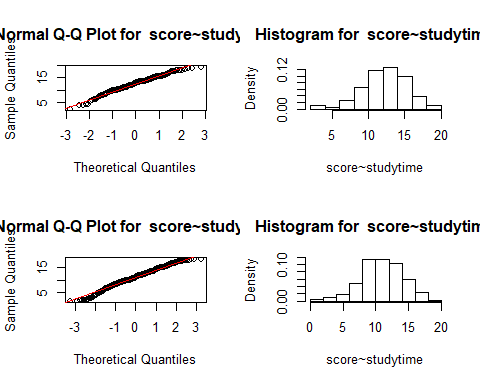 Normal Q-Q Plot for score~study
Sample Quantiles
5 15
-3 -2 -1 0 1 2 3
Theoretical Quantiles
Histogram for score~studytim
Density
0.00 0.12
5 10 15 20
score~studytime
Normal Q-Q Plot for score~study
Sample Quantiles
5 15
-3 -1 0 1 2 3
Theoretical Quantiles
Histogram for score~studytim
Density
0.00 0.10
0 5 10 15 20
score~studytime